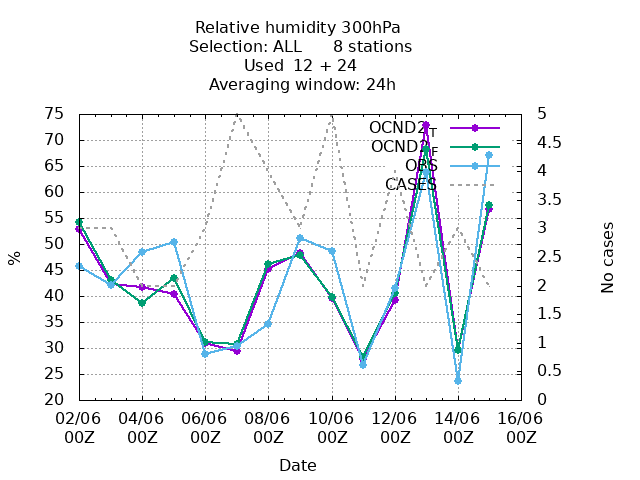 Relative humidity 300hPa
Selection: ALL 8 stations
Used 12 + 24
Averaging window: 24h
OCND2_T
OCND1_F
OBS
CASES
75
70
65
60
55
50
45
40
35
30
25
20
%
5
4.5
4
3.5
3
2.5
2
1.5
1
0.5
0
No cases
02/06 04/06 06/06 08/06 10/06 12/06 14/06 16/06
00Z 00Z 00Z 00Z 00Z 00Z 00Z 00Z
Date